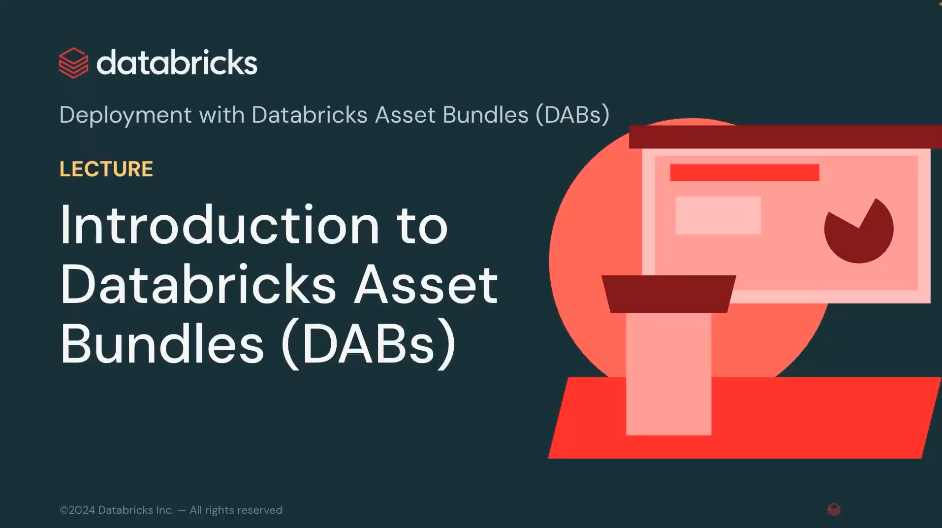 databricks
Deployment with Databricks Asset Bundles (DABs)
LECTURE
Introduction to
Databricks Asset
Bundles (DABs)
©2024 Databricks Inc. — All rights reserved